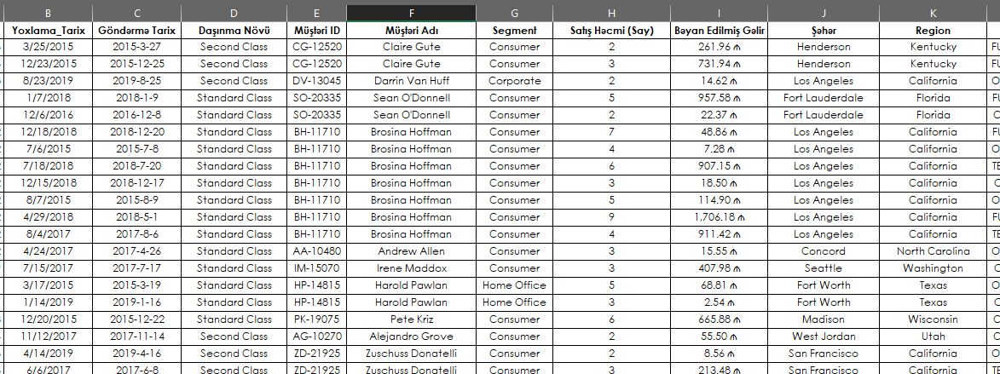 B C D E F G H I J K
Yoxlama_Tarix Göndərmə Tarix Daşınma Növü Müştəri ID Müştəri Adı Segment Satış Həcmi (Say) Bəyan Edilmiş Gəlir Şəhər Region
3/25/2015 2015-3-27 Second Class CG-12520 Claire Gute Consumer 2 261.96 ₼ Henderson Kentucky FU
12/23/2015 2015-12-25 Second Class CG-12520 Claire Gute Consumer 3 731.94 ₼ Henderson Kentucky FU
8/23/2019 2019-8-25 Second Class DV-13045 Darrin Van Huff Corporate 2 14.62 ₼ Los Angeles California O
1/7/2018 2018-1-9 Standard Class SO-20335 Sean O'Donnell Consumer 5 957.58 ₼ Fort Lauderdale Florida FU
12/6/2016 2016-12-8 Standard Class SO-20335 Sean O'Donnell Consumer 2 22.37 ₼ Fort Lauderdale Florida O
12/18/2018 2018-12-20 Standard Class BH-11710 Brosina Hoffman Consumer 7 48.86 ₼ Los Angeles California FU
7/6/2015 2015-7-8 Standard Class BH-11710 Brosina Hoffman Consumer 4 7.28 ₼ Los Angeles California O
7/18/2018 2018-7-20 Standard Class BH-11710 Brosina Hoffman Consumer 6 907.15 ₼ Los Angeles California TE
12/15/2018 2018-12-17 Standard Class BH-11710 Brosina Hoffman Consumer 3 18.50 ₼ Los Angeles California O
8/7/2015 2015-8-9 Standard Class BH-11710 Brosina Hoffman Consumer 5 114.90 ₼ Los Angeles California O
4/29/2018 2018-5-1 Standard Class BH-11710 Brosina Hoffman Consumer 9 1,706.18 ₼ Los Angeles California FU
8/4/2017 2017-8-6 Standard Class BH-11710 Brosina Hoffman Consumer 4 911.42 ₼ Los Angeles California TE
4/24/2017 2017-4-26 Standard Class AA-10480 Andrew Allen Consumer 3 15.55 ₼ Concord North Carolina O
7/15/2017 2017-7-17 Standard Class IM-15070 Irene Maddox Consumer 3 407.98 ₼ Seattle Washington O
3/17/2015 2015-3-19 Standard Class HP-14815 Harold Pawlan Home Office 5 68.81 ₼ Fort Worth Texas O
1/14/2019 2019-1-16 Standard Class HP-14815 Harold Pawlan Home Office 3 2.54 ₼ Fort Worth Texas O
12/20/2015 2015-12-22 Standard Class PK-19075 Pete Kriz Consumer 6 665.88 ₼ Madison Wisconsin O
11/12/2017 2017-11-14 Second Class AG-10270 Alejandro Grove Consumer 2 55.50 ₼ West Jordan Utah O
4/14/2019 2019-4-16 Second Class ZD-21925 Zuschuss Donatelli Consumer 2 8.56 ₼ San Francisco California O
6/6/2017 2017-6-8 Second Class ZD-21925 Zuschuss Donatelli Consumer 3 213.48 ₼ San Francisco California TE